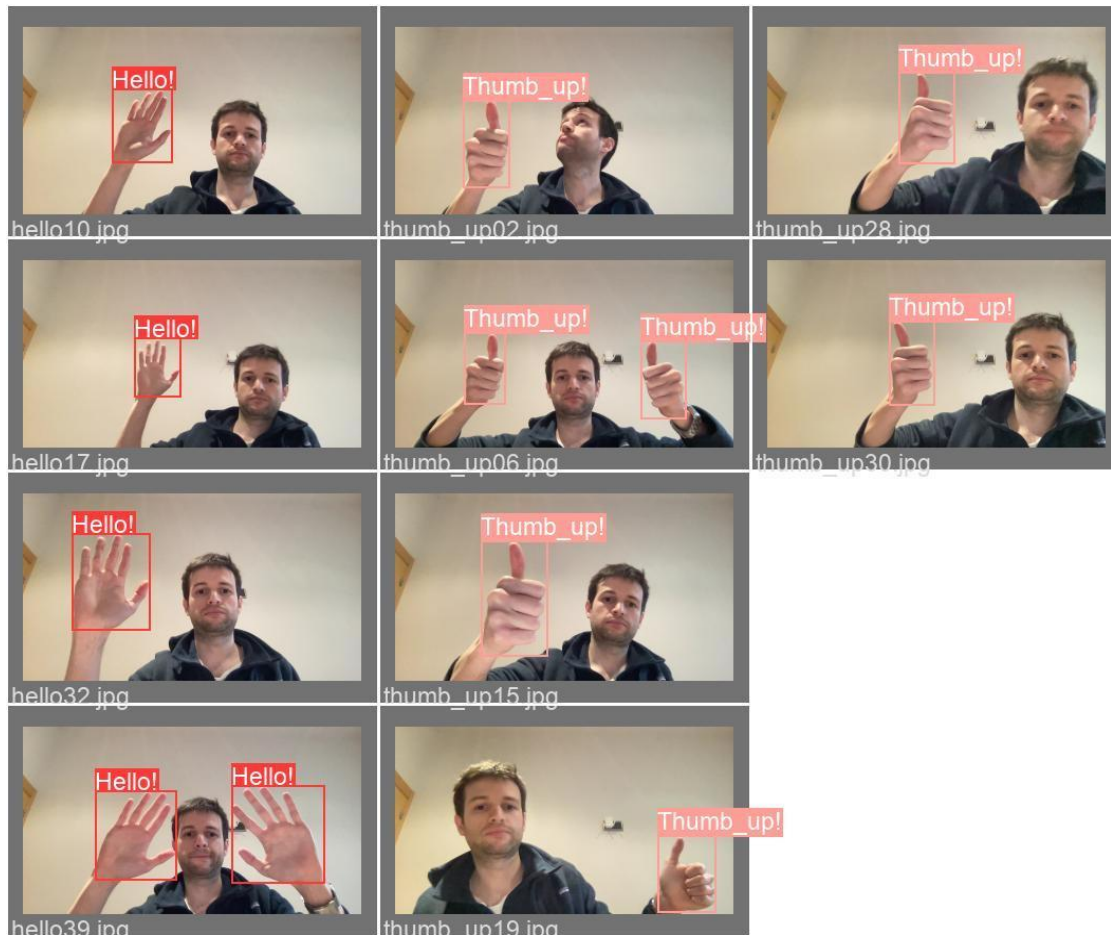 Hello!
hello10.jpg
Thumb_up!
thumb_up02.jpg
Thumb_up!
thumb_up28.jpg
Hello!
hello17.jpg
Thumb_up!
Thumb_up!
thumb_up06.jpg
Thumb_up!
thumb_up30.jpg
Hello!
hello32.jpg
Thumb_up!
thumb_up15.jpg
Hello!
Hello!
hello39.jpg
Thumb_up!
thumb_up19.jpg